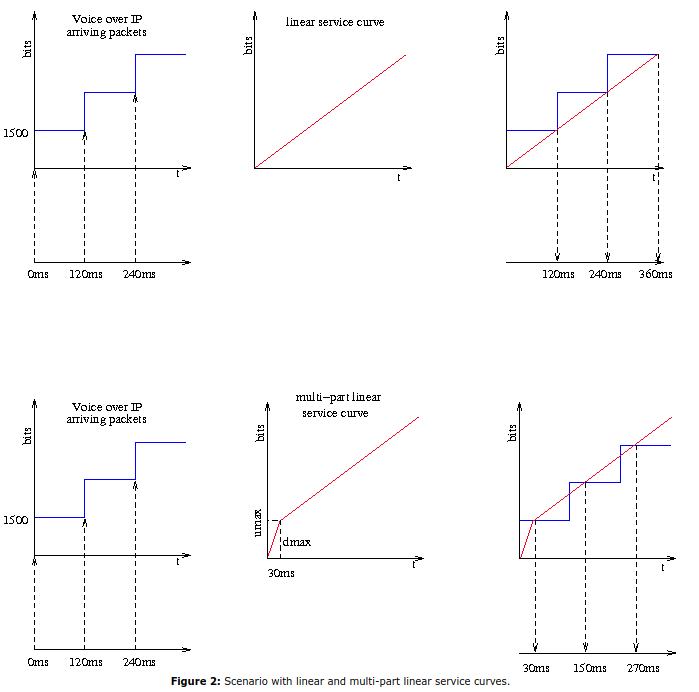 Voice over IP
arriving packets
bits
1500
t
0ms 120ms 240ms
linear service curve
bits
t
bits
t
120ms 240ms 360ms
Voice over IP
arriving packets
bits
1500
t
0ms 120ms 240ms
multi-part linear
service curve
bits
umax
dmax
t
30ms
bits
t
30ms 150ms 270ms
Figure 2: Scenario with linear and multi-part linear service curves.